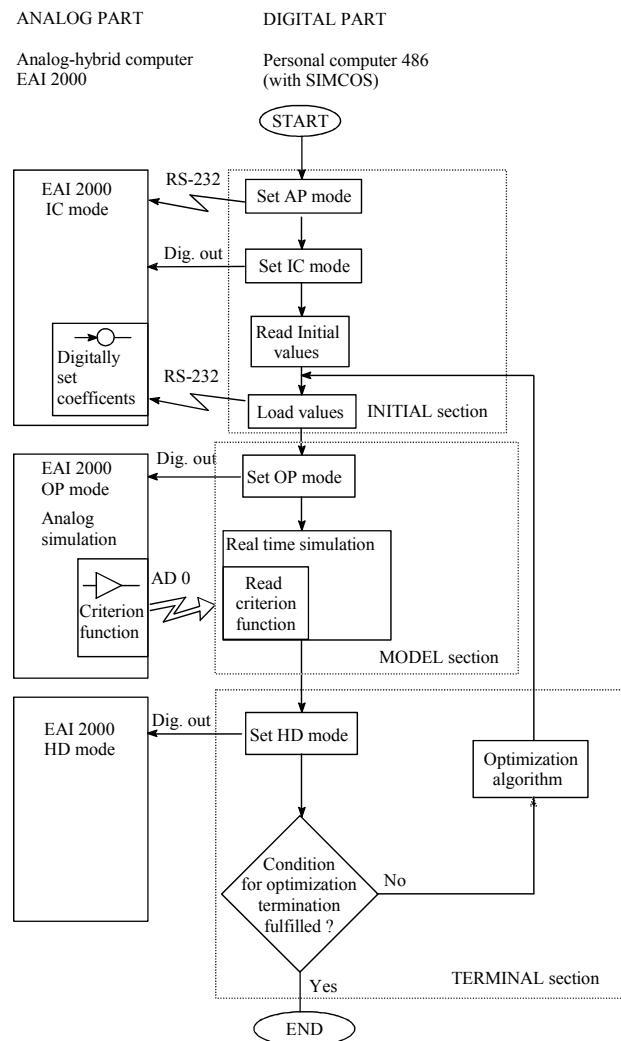 ANALOG PART
DIGITAL PART
Analog-hybrid computer
EAI 2000
Personal computer 486
(with SIMCOS)
START
EAI 2000
IC mode
RS-232
Set AP mode
Dig. out
Set IC mode
Read Initial
values
Digitally
set
coefficents
RS-232
Load values
INITIAL section
EAI 2000
OP mode
Dig. out
Set OP mode
Analog
simulation
Real time simulation
AD 0
Read
criterion
function
Criterion
function
MODEL section
EAI 2000
HD mode
Dig. out
Set HD mode
Optimization
algorithm
Condition
for optimization
termination
fulfilled ?
No
Yes
TERMINAL section
END